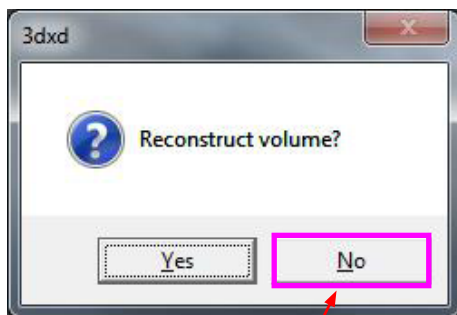 3dxd
Reconstruct volume?
Yes
No